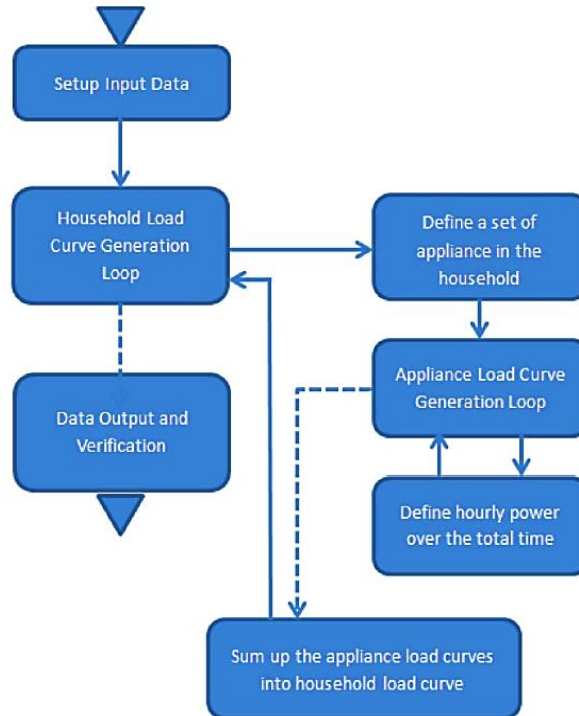 Setup Input Data
Household Load
Curve Generation
Loop
Define a set of
appliance in the
household
Appliance Load Curve
Generation Loop
Data Output and
Verification
Define hourly power
over the total time
Sum up the appliance load curves
into household load curve